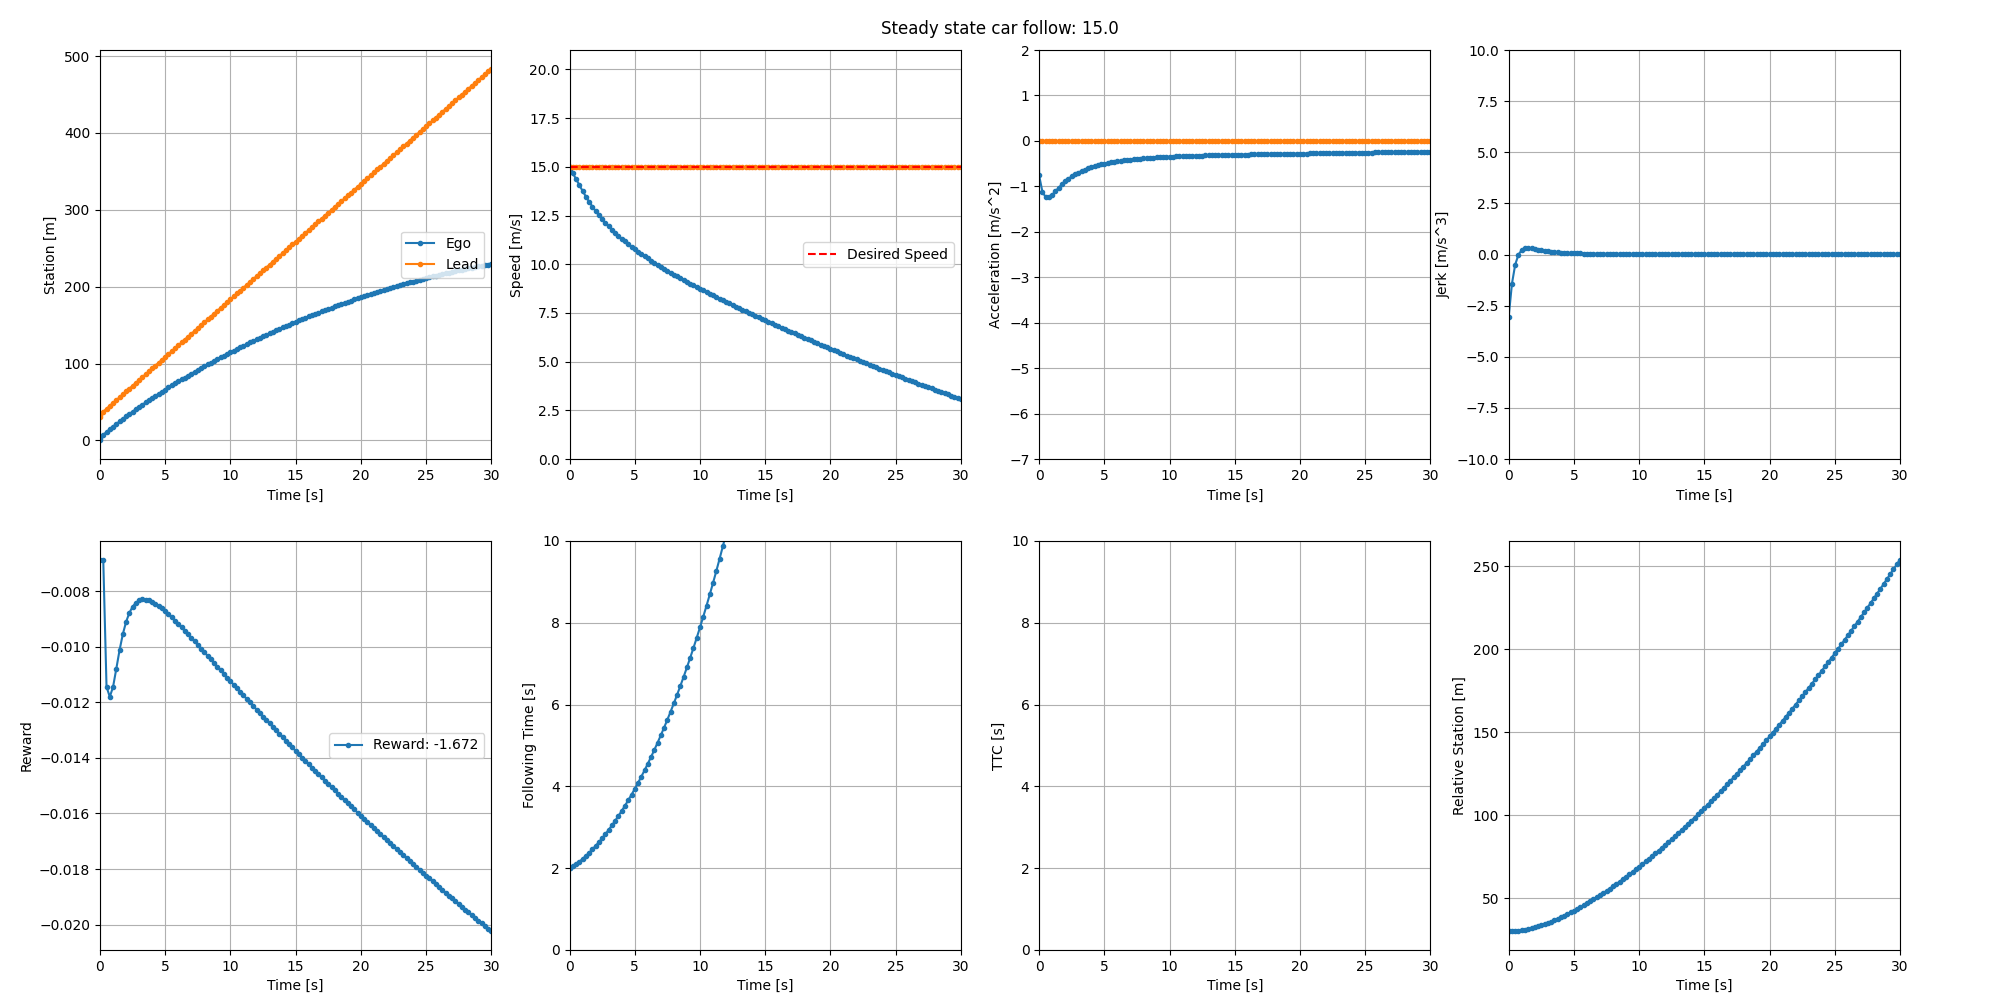 Steady state car follow: 15.0
500
400
300
200
100
0
Station [m]
Ego
Lead
0 5 10 15 20 25 30
Time [s]
20.0
17.5
15.0
12.5
10.0
7.5
5.0
2.5
0.0
Speed [m/s]
Desired Speed
0 5 10 15 20 25 30
Time [s]
2
1
0
−1
−2
−3
−4
−5
−6
−7
Acceleration [m/s^2]
0 5 10 15 20 25 30
Time [s]
10.0
7.5
5.0
2.5
0.0
−2.5
−5.0
−7.5
−10.0
Jerk [m/s^3]
0 5 10 15 20 25 30
Time [s]
−0.008
−0.010
−0.012
−0.014
−0.016
−0.018
−0.020
Reward
Reward: -1.672
0 5 10 15 20 25 30
Time [s]
10
8
6
4
2
0
Following Time [s]
0 5 10 15 20 25 30
Time [s]
10
8
6
4
2
0
TTC [s]
0 5 10 15 20 25 30
Time [s]
250
200
150
100
50
Relative Station [m]
0 5 10 15 20 25 30
Time [s]